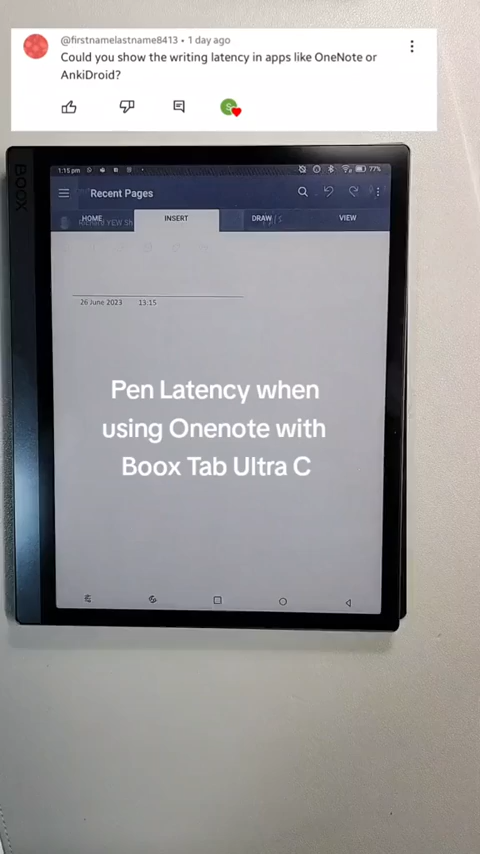 @firstnamelastname8413 • 1 day ago
Could you show the writing latency in apps like OneNote or
AnkiDroid?
S
BOOX
1:15 pm 77%
Recent Pages
HOME INSERT DRAW VIEW
26 June 2023 13:15
Pen Latency when
using Onenote with
Boox Tab Ultra C